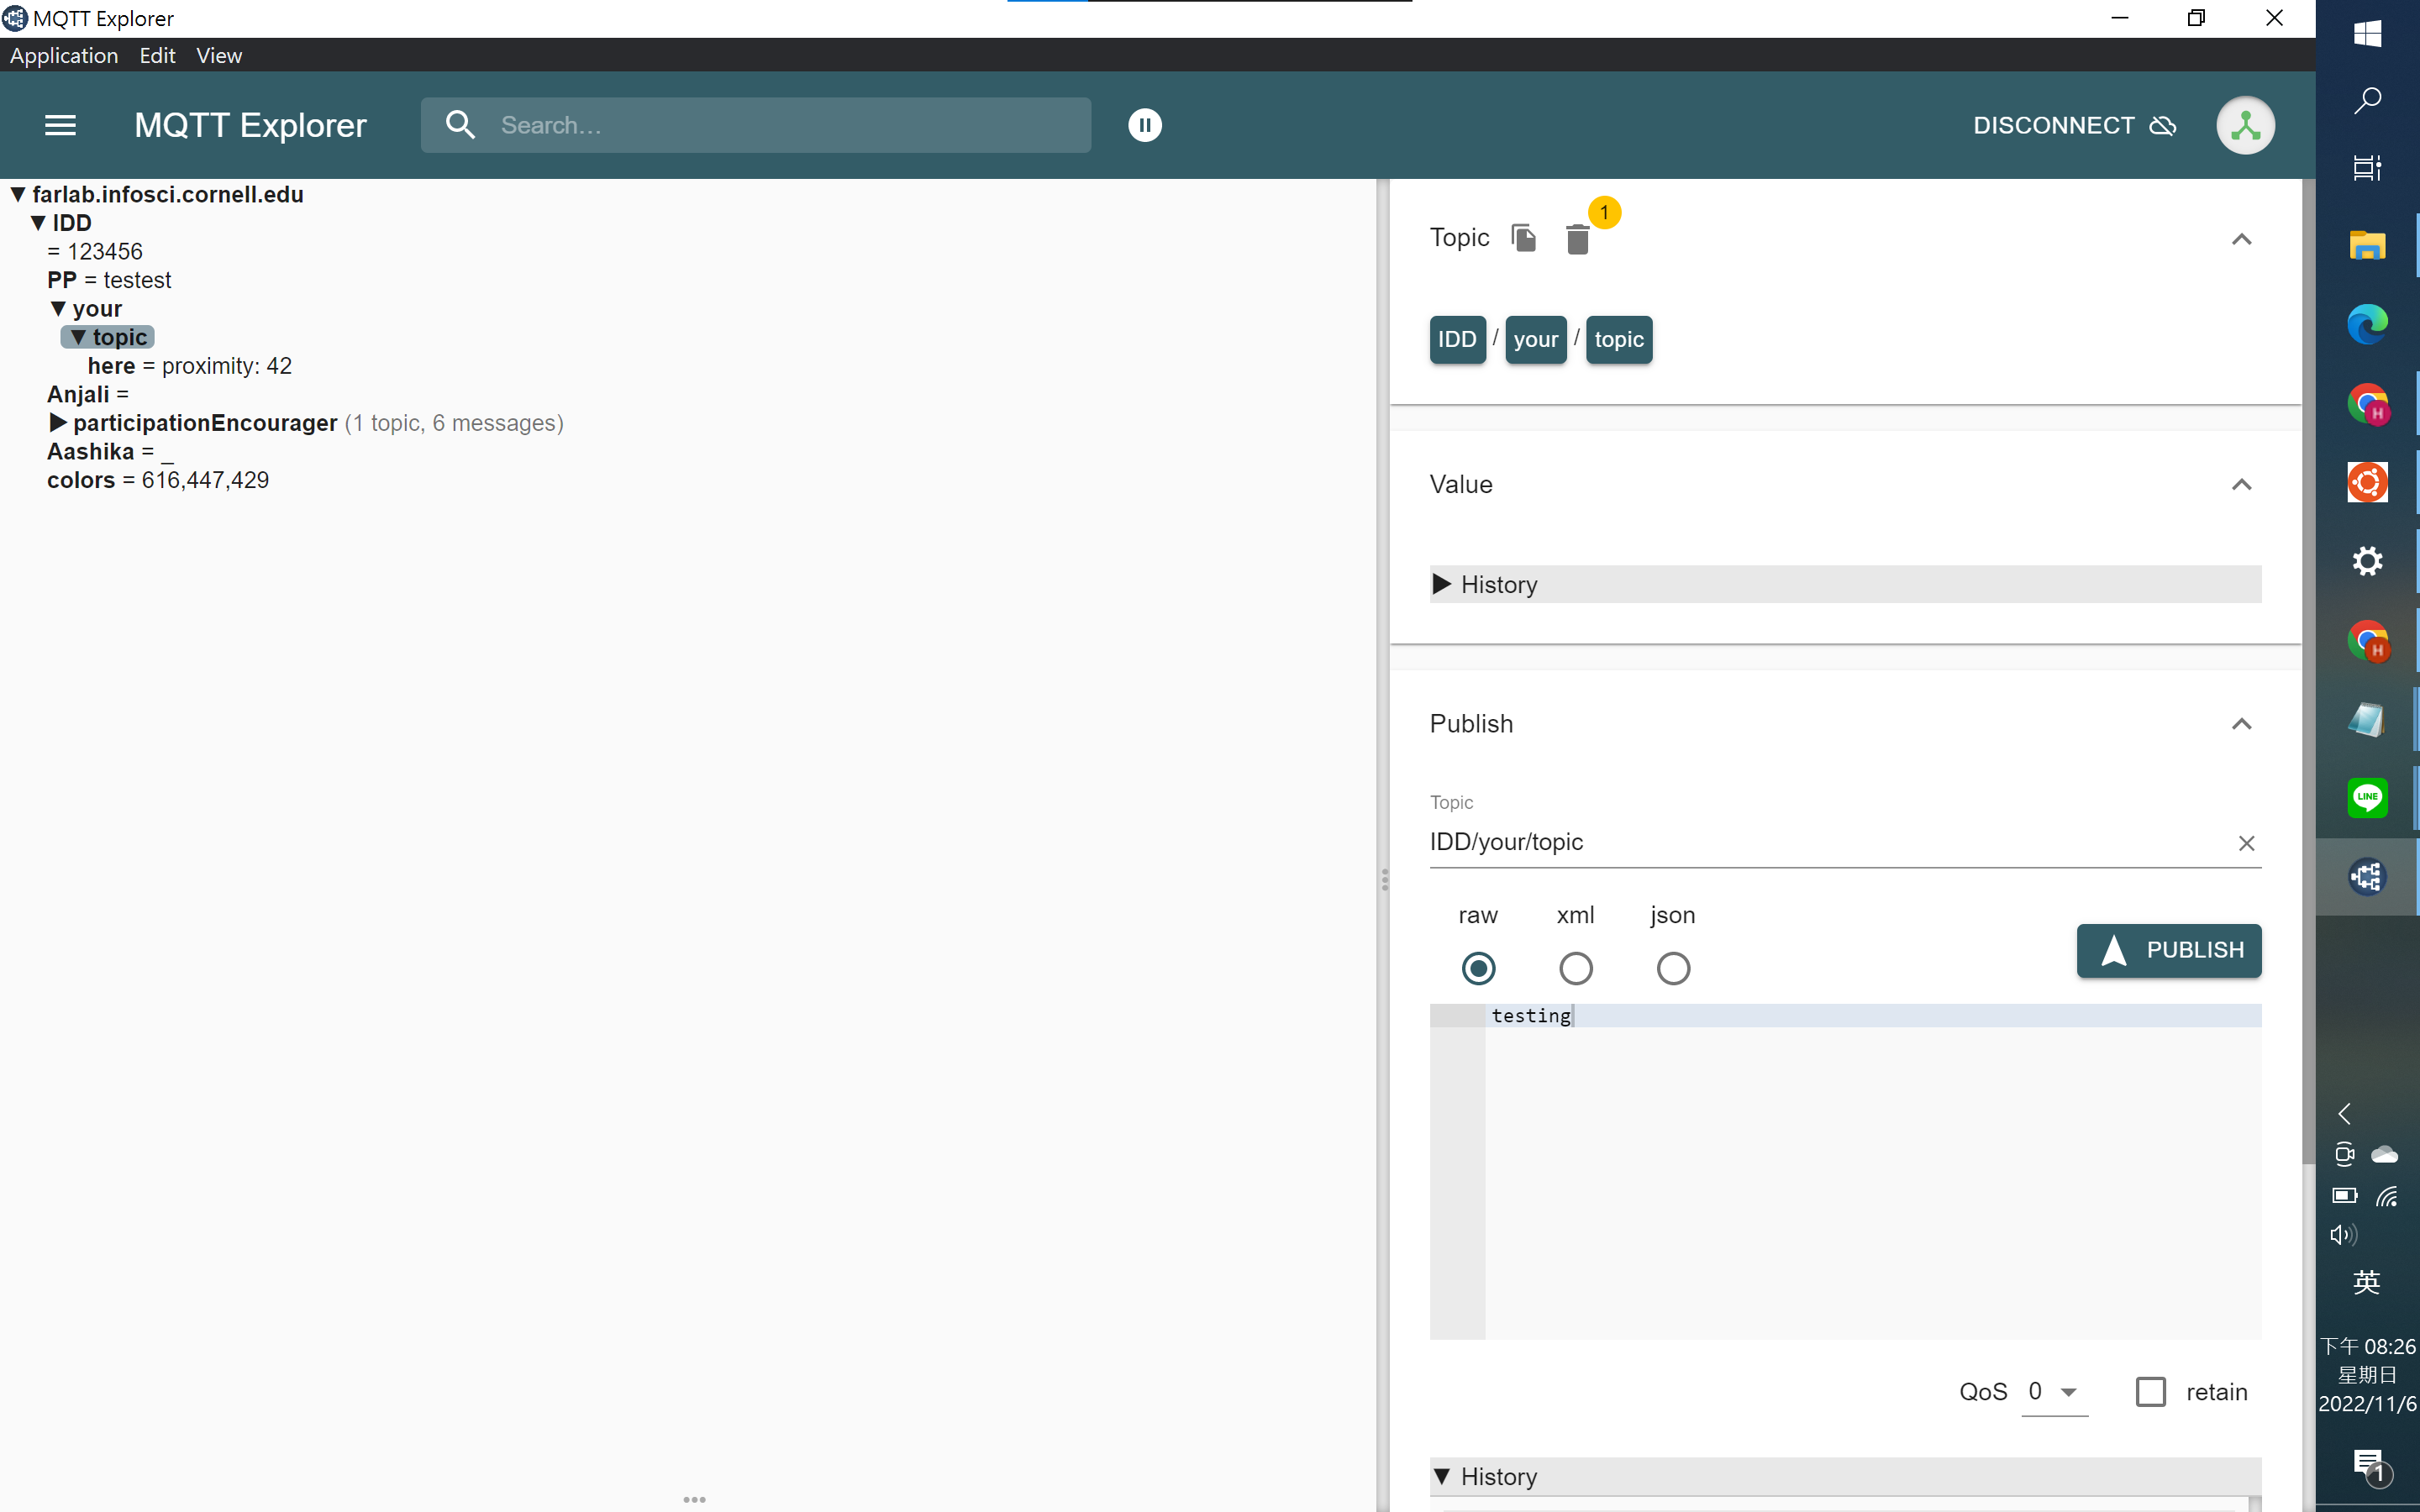 MQTT Explorer
Application Edit View
MQTT Explorer Search... DISCONNECT
▼ farlab.infosci.cornell.edu
▼ IDD
= 123456
PP = testest
▼ your
▼ topic
here = proximity: 42
Anjali =
▶ participationEncourager (1 topic, 6 messages)
Aashika = _
colors = 616,447,429
Topic 1
IDD / your / topic
Value
▶ History
Publish
Topic
IDD/your/topic
raw xml json
PUBLISH
testing
QoS 0 retain
▼ History
H
H
LINE
英
下午 08:26
星期日
2022/11/6
1